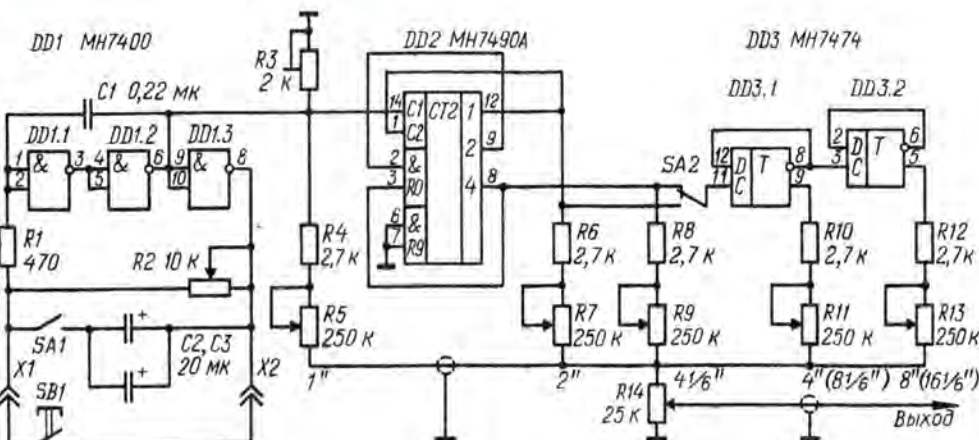 DD1 МН7400
DD2 МН7490А
DD3 МН7474
R3
2 к
C1 0,22 мк
DD3.1
DD3.2
DD1.1
DD1.2
DD1.3
1
2
&
3
4
5
&
6
9
10
&
8
14
1
2
3
6
7
C1
C2
&
R0
&
R9
CT2
1
2
4
12
9
8
SA2
12
11
D
C
T
8
9
2
3
D
C
T
6
5
R1
470
R2 10 к
R4
2,7 к
R6
2,7 к
R8
2,7 к
R10
2,7 к
R12
2,7 к
R5
250 к
R7
250 к
R9
250 к
R11
250 к
R13
250 к
SA1
+
+
C2, C3
20 мк
X1
X2
SB1
1"
2"
4 1/6"
4" (8 1/6")
8" (16 1/6")
R14
25 к
Выход